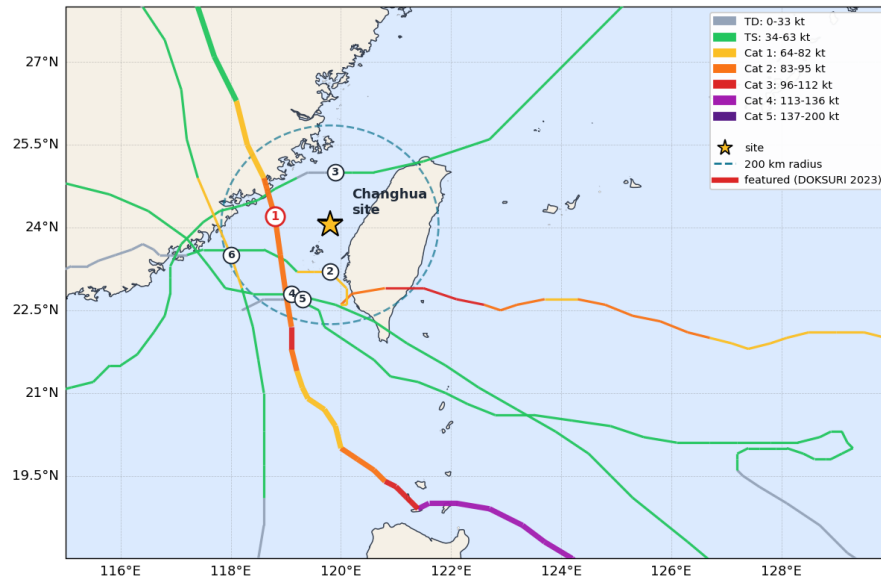 TD: 0-33 kt
TS: 34-63 kt
Cat 1: 64-82 kt
Cat 2: 83-95 kt
Cat 3: 96-112 kt
Cat 4: 113-136 kt
Cat 5: 137-200 kt
site
200 km radius
featured (DOKSURI 2023)
27°N
25.5°N
24°N
22.5°N
21°N
19.5°N
3
Changhua
site
1
6
2
4
5
116°E
118°E
120°E
122°E
124°E
126°E
128°E